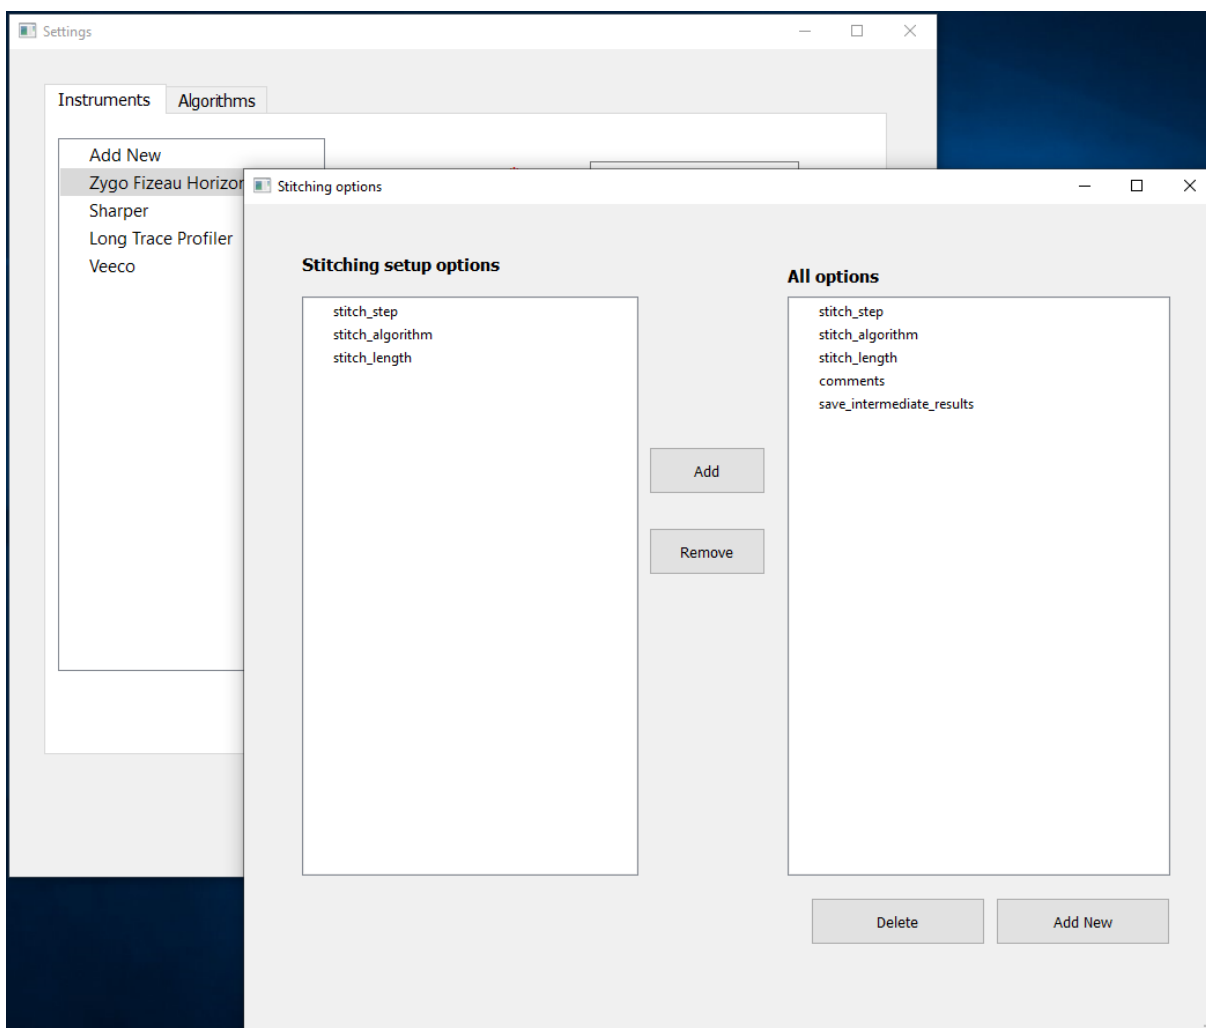 Settings
Instruments
Algorithms
Add New
Zygo Fizeau
Sharper
Long Trace Profiler
Veeco
Stitching options
Stitching setup options
stitch_step
stitch_algorithm
stitch_length
Add
Remove
All options
stitch_step
stitch_algorithm
stitch_length
comments
save_intermediate_results
Delete
Add New